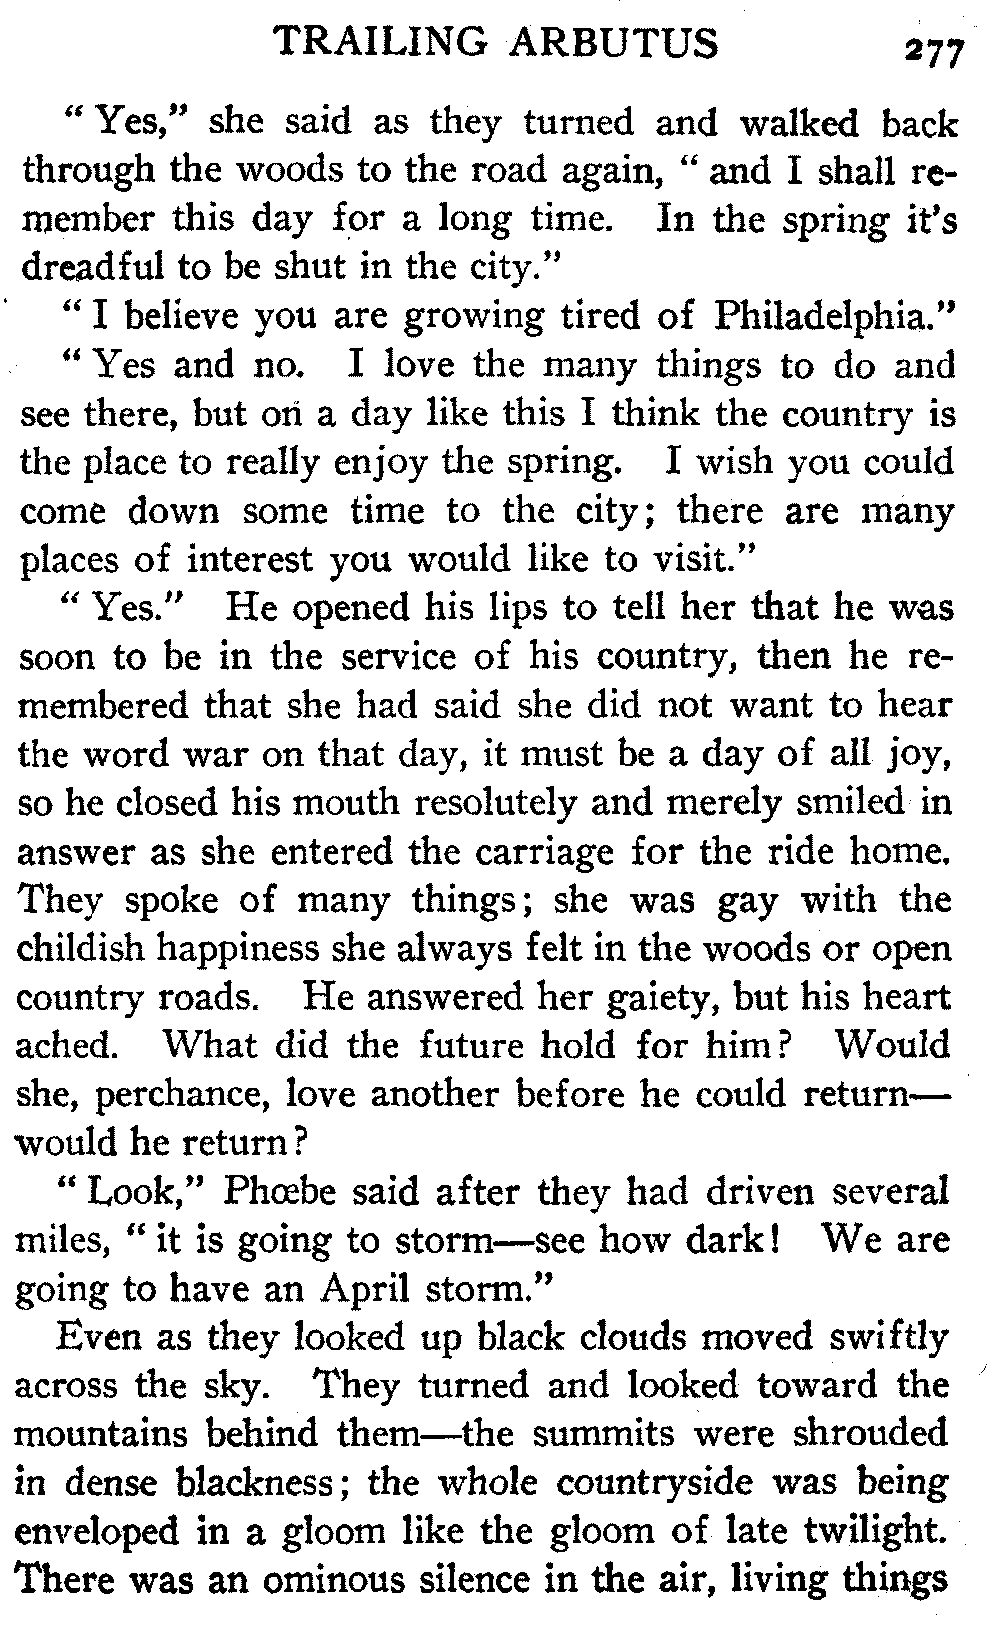 TRAILING ARBUTUS 277
" Yes," she said as they turned and walked back
through the woods to the road again, " and I shall re-
member this day for a long time. In the spring it's
dreadful to be shut in the city."
" I believe you are growing tired of Philadelphia."
" Yes and no. I love the many things to do and
see there, but on a day like this I think the country is
the place to really enjoy the spring. I wish you could
come down some time to the city; there are many
places of interest you would like to visit."
" Yes." He opened his lips to tell her that he was
soon to be in the service of his country, then he re-
membered that she had said she did not want to hear
the word war on that day, it must be a day of all joy,
so he closed his mouth resolutely and merely smiled in
answer as she entered the carriage for the ride home.
They spoke of many things; she was gay with the
childish happiness she always felt in the woods or open
country roads. He answered her gaiety, but his heart
ached. What did the future hold for him? Would
she, perchance, love another before he could return—
would he return?
" Look," Phœbe said after they had driven several
miles, " it is going to storm—see how dark! We are
going to have an April storm."
Even as they looked up black clouds moved swiftly
across the sky. They turned and looked toward the
mountains behind them—the summits were shrouded
in dense blackness; the whole countryside was being
enveloped in a gloom like the gloom of late twilight.
There was an ominous silence in the air, living things